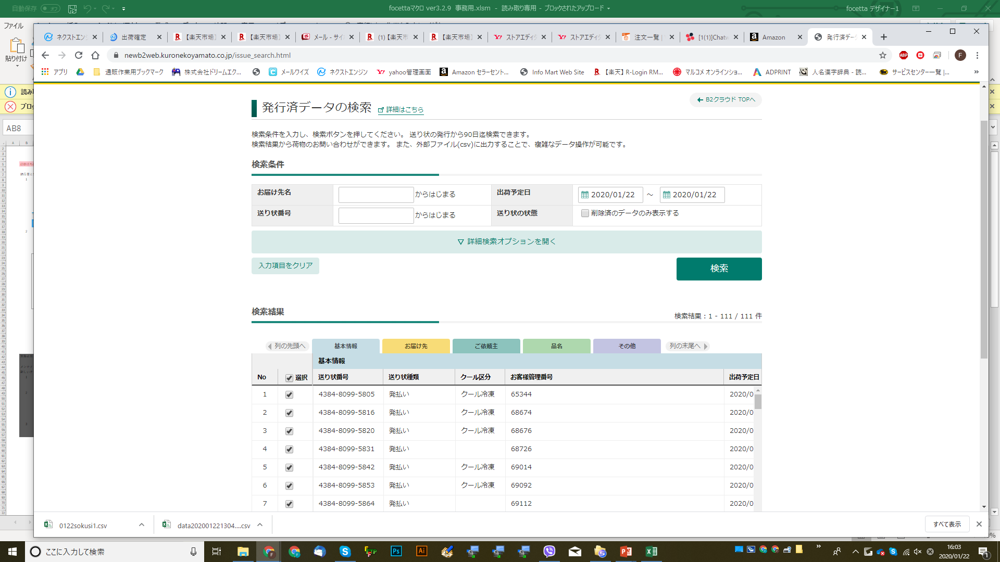 自動保存 オフ
focettaマクロ ver3.2.9 事務用.xlsm - 読み取り専用 - ブロックされたアップロード
focetta デザイナー1
ファイル
貼り付け
ネクストエン
出荷確定
【楽天市場】
【楽天市場】
メール - サイ
(1)【楽天市
【楽天市場】
ストアエディタ
ストアエディタ
注文一覧 |
[1(1)]Chatw
Amazon
発行済データ
newb2web.kuronekoyamato.co.jp/issue_search.html
ABP
F
アプリ
通販作業用ブックマーク
株式会社ドリームエク...
メールワイズ
ネクストエンジン
yahoo管理画面
Amazon セラーセント...
Info Mart Web Site
【楽天】R-Login RM...
マルコメ オンラインショ...
ADPRINT
人名漢字辞典 - 読...
サービスセンター一覧 |...
AB8
発行済データの検索
詳細はこちら
B2クラウド TOPへ
検索条件を入力し、検索ボタンを押してください。 送り状の発行から90日迄検索できます。
検索結果から荷物のお問い合わせができます。 また、外部ファイル(csv)に出力することで、複雑なデータ操作が可能です。
検索条件
お届け先名 からはじまる 出荷予定日 2020/01/22 ～ 2020/01/22
送り状番号 からはじまる 送り状の状態 削除済のデータのみ表示する
▽ 詳細検索オプションを開く
入力項目をクリア
検索
検索結果
検索結果：1 - 111 / 111 件
列の先頭へ 基本情報 お届け先 ご依頼主 品名 その他 列の末尾へ
基本情報
No 選択 送り状番号 送り状種類 クール区分 お客様管理番号 出荷予定日
1 4384-8099-5805 発払い クール冷凍 65344 2020/0
2 4384-8099-5816 発払い クール冷凍 68674 2020/0
3 4384-8099-5820 発払い クール冷凍 68676 2020/0
4 4384-8099-5831 発払い 68726 2020/0
5 4384-8099-5842 発払い クール冷凍 69014 2020/0
6 4384-8099-5853 発払い クール冷凍 69092 2020/0
7 4384-8099-5864 発払い 69112 2020/0
0122sokusi1.csv
data202001221304....csv
すべて表示
ここに入力して検索
16:03
2020/01/22